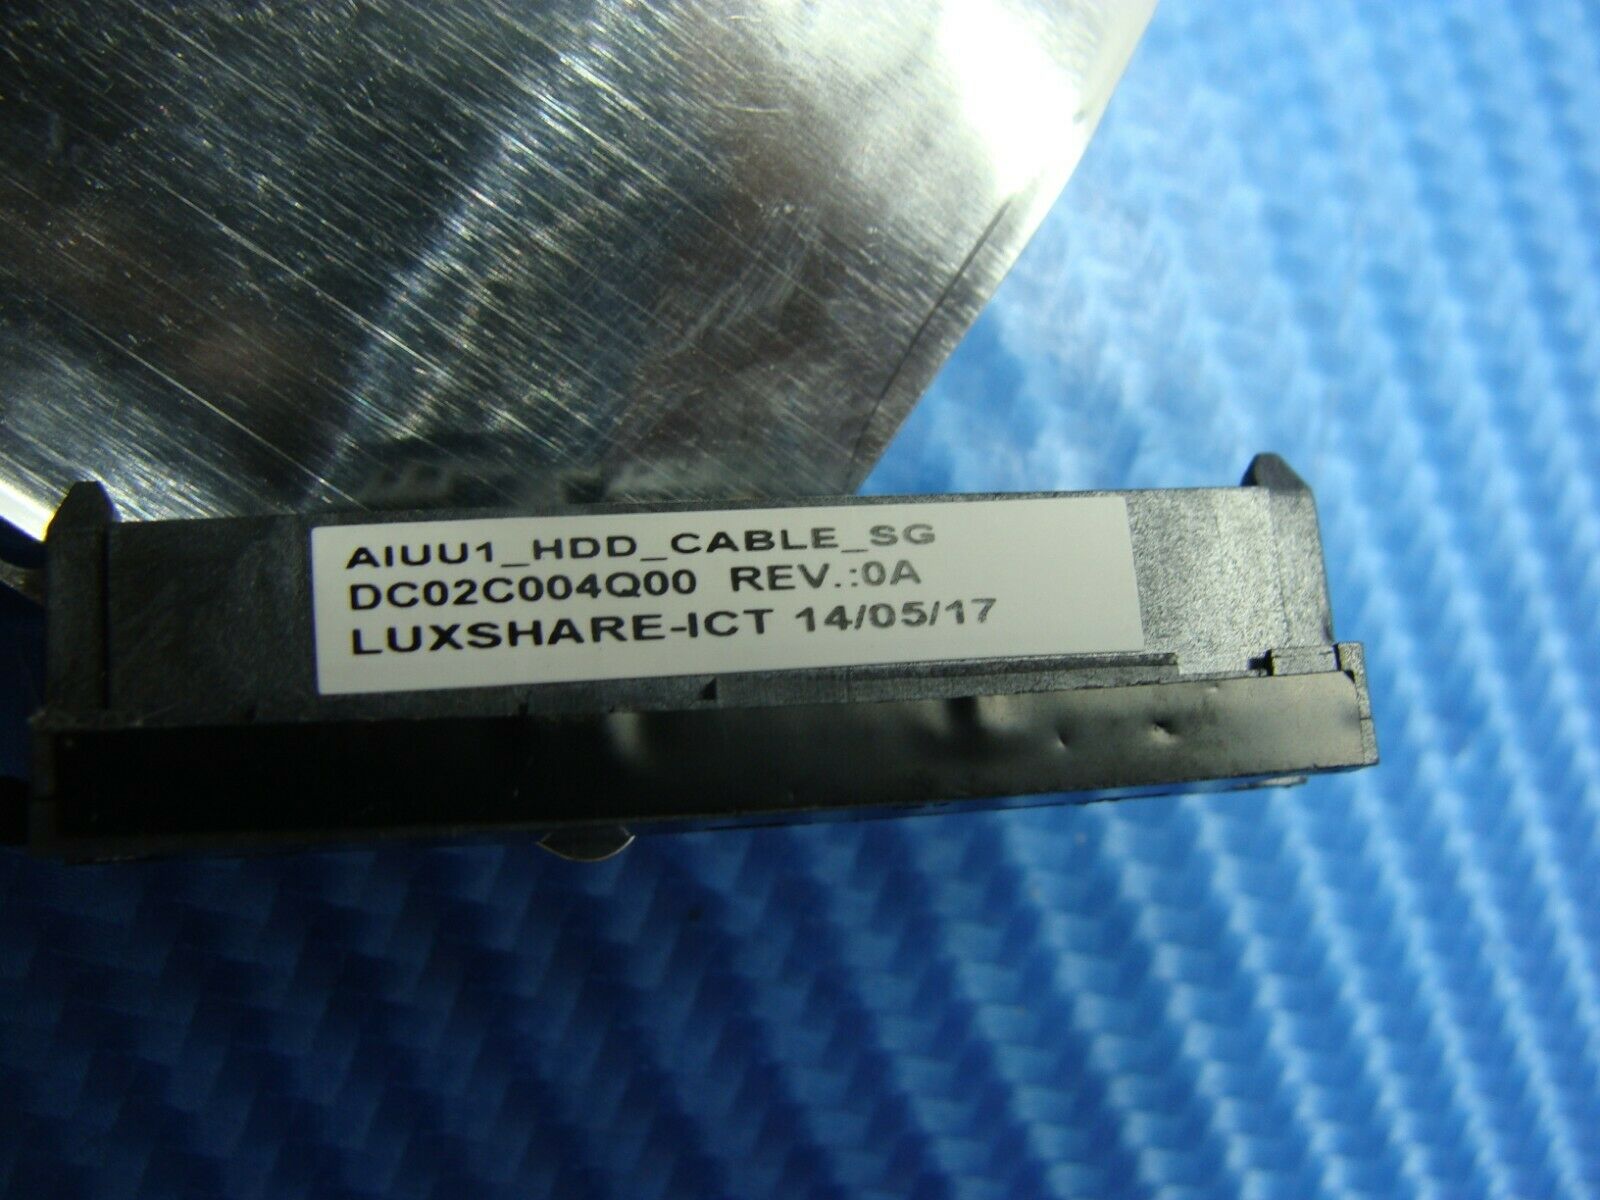 AIUU1_HDD_CABLE_SG
DC02C004Q00 REV.:0A
LUXSHARE-ICT 14/05/17